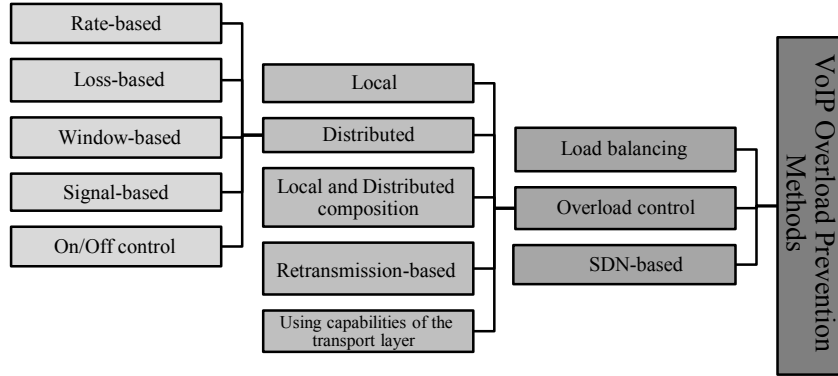 Rate-based
Loss-based
Window-based
Signal-based
On/Off control
Local
Distributed
Local and Distributed
composition
Retransmission-based
Using capabilities of the
transport layer
Load balancing
Overload control
SDN-based
VoIP Overload Prevention
Methods